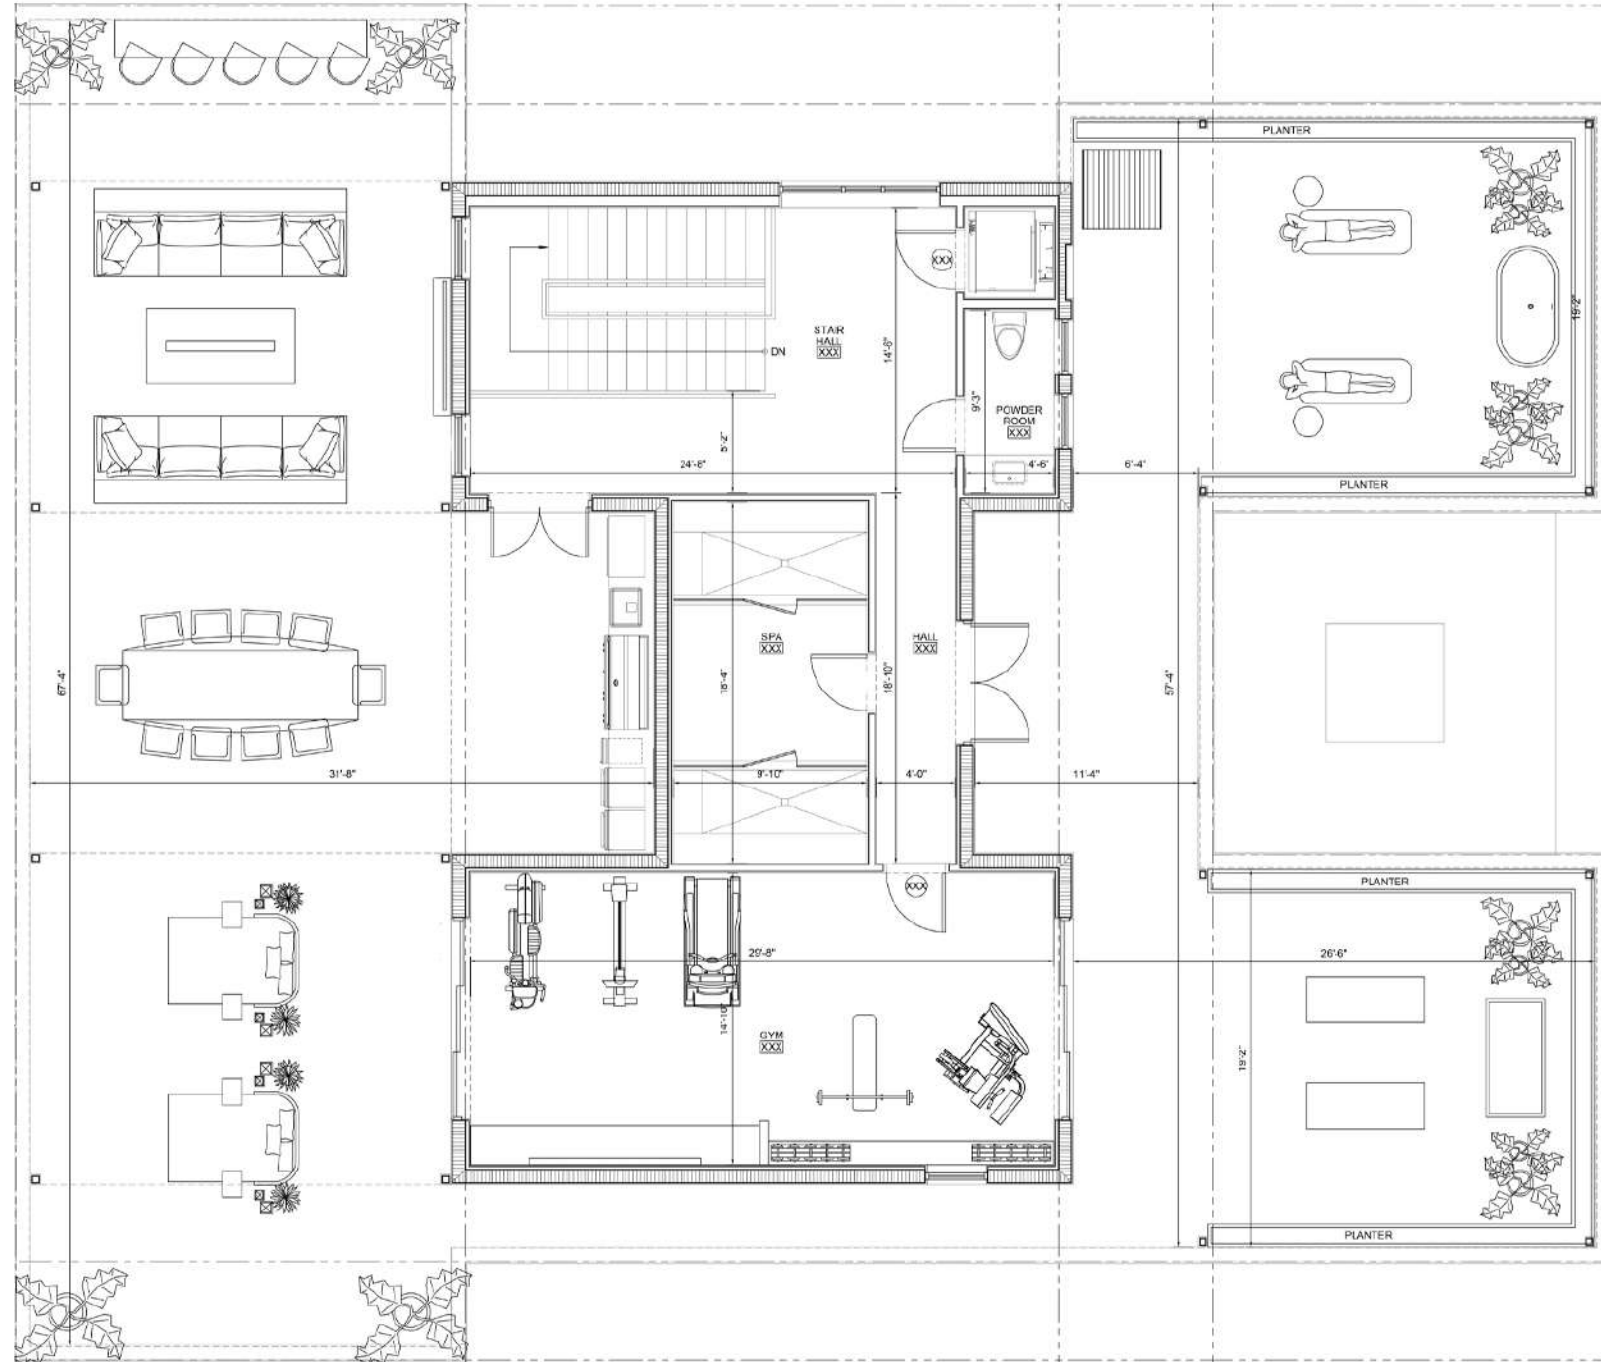 PLANTER
19'-2"
XXX
STAIR
HALL
XXX
DN
14'-6"
9'-3"
POWDER
ROOM
XXX
5'-2"
24'-6"
4'-6"
6'-4"
PLANTER
SPA
XXX
HALL
XXX
18'-4"
18'-10"
57'-4"
67'-4"
31'-8"
9'-10"
4'-0"
11'-4"
XXX
PLANTER
29'-8"
26'-6"
14'-10"
GYM
XXX
19'-2"
PLANTER